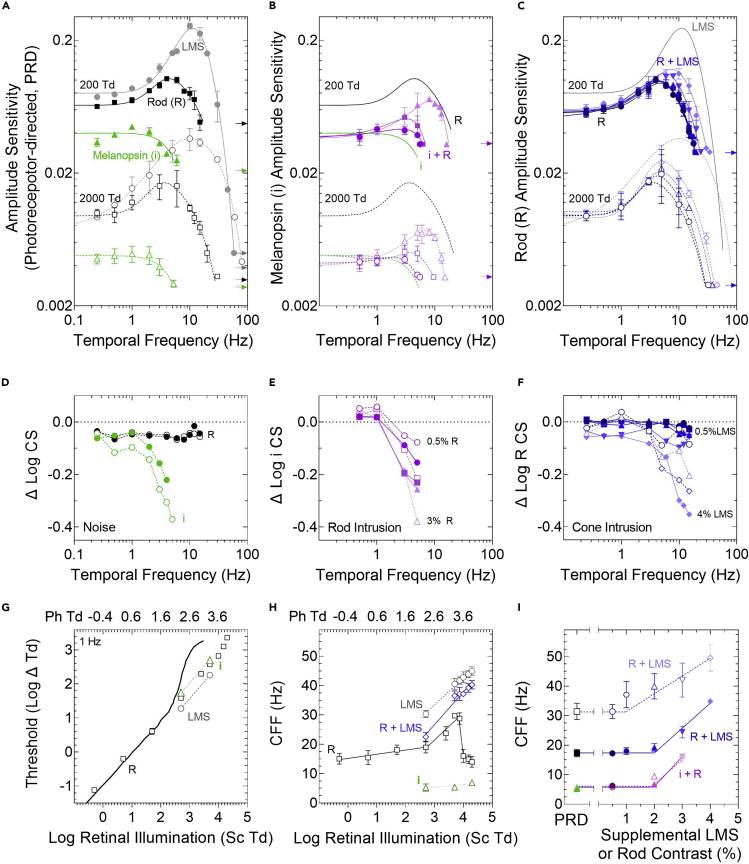 A
B
C
Amplitude Sensitivity
(Photorecepotor-directed, PRD)
0.2
0.02
0.002
LMS
200 Td
Rod (R)
Melanopsin (i)
2000 Td
0.1 1 10 100
Temporal Frequency (Hz)
Melanopsin (i) Amplitude Sensitivity
0.2
0.02
0.002
200 Td
R
i + R
i
2000 Td
1 10 100
Temporal Frequency (Hz)
Rod (R) Amplitude Sensitivity
0.2
0.02
0.002
LMS
R + LMS
200 Td
R
2000 Td
1 10 100
Temporal Frequency (Hz)
D
E
F
Δ Log CS
0.0
-0.2
-0.4
R
i
Noise
0.1 1 10 100
Temporal Frequency (Hz)
Δ Log i CS
0.0
-0.2
-0.4
0.5% R
3% R
Rod Intrusion
1 10 100
Temporal Frequency (Hz)
Δ Log R CS
0.0
-0.2
-0.4
0.5%LMS
4% LMS
Cone Intrusion
1 10 100
Temporal Frequency (Hz)
G
H
I
Ph Td -0.4 0.6 1.6 2.6 3.6
1 Hz
Threshold (Log Δ Td)
3
2
1
0
-1
i
LMS
R
0 1 2 3 4
Log Retinal Illumination (Sc Td)
Ph Td -0.4 0.6 1.6 2.6 3.6
CFF (Hz)
60
50
40
30
20
10
0
LMS
R + LMS
R
i
0 1 2 3 4 5
Log Retinal Illumination (Sc Td)
CFF (Hz)
60
50
40
30
20
10
0
R + LMS
R + LMS
i + R
PRD 0 1 2 3 4 5
Supplemental LMS
or Rod Contrast (%)